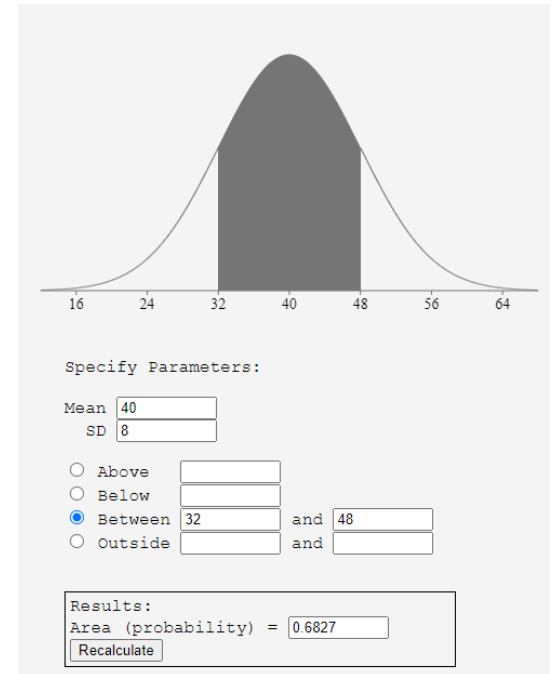 16 24 32 40 48 56 64
Specify Parameters:
Mean 40
SD 8
Above
Below
Between 32 and 48
Outside and
Results:
Area (probability) = 0.6827
Recalculate